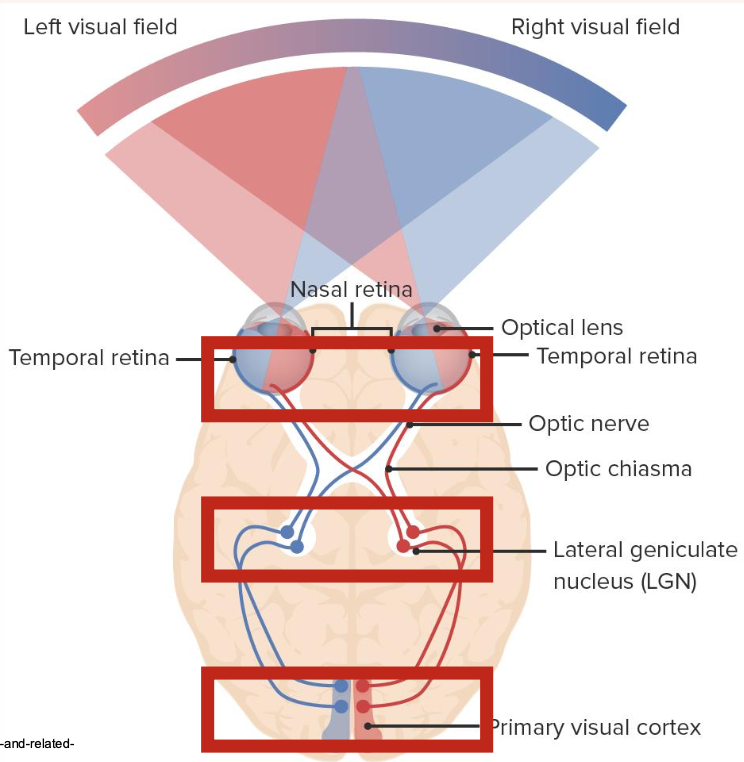 Left visual field
Right visual field
Nasal retina
Optical lens
Temporal retina
Temporal retina
Optic nerve
Optic chiasma
Lateral geniculate
nucleus (LGN)
Primary visual cortex
-and-related-